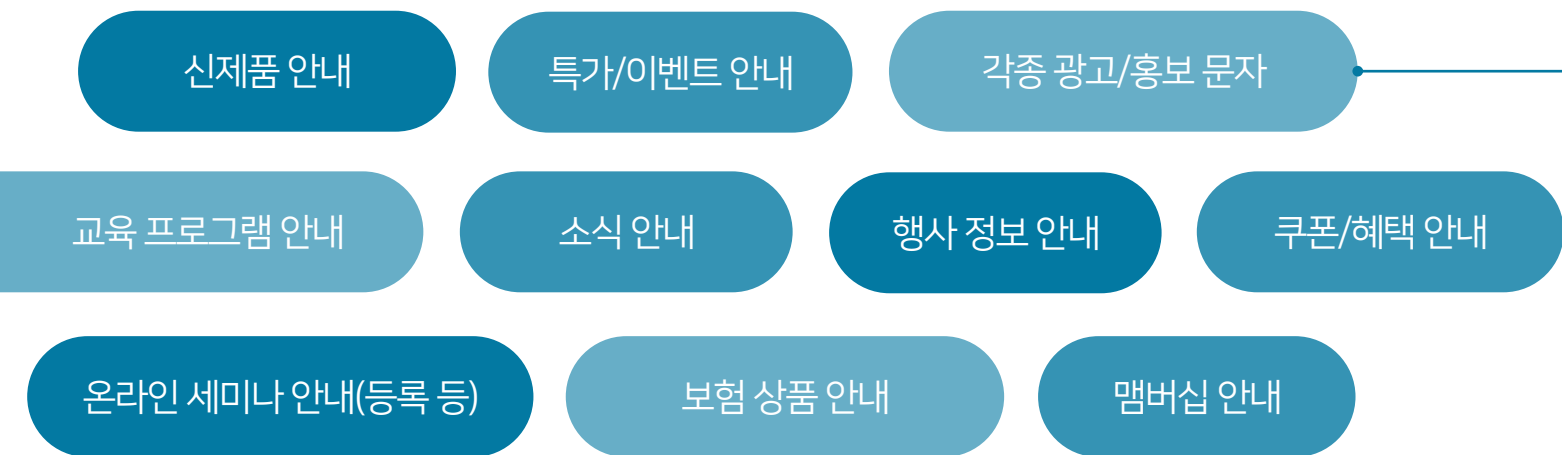 신제품 안내
특가/이벤트 안내
각종 광고/홍보 문자
교육 프로그램 안내
소식 안내
행사 정보 안내
쿠폰/혜택 안내
온라인 세미나 안내(등록 등)
보험 상품 안내
맴버십 안내